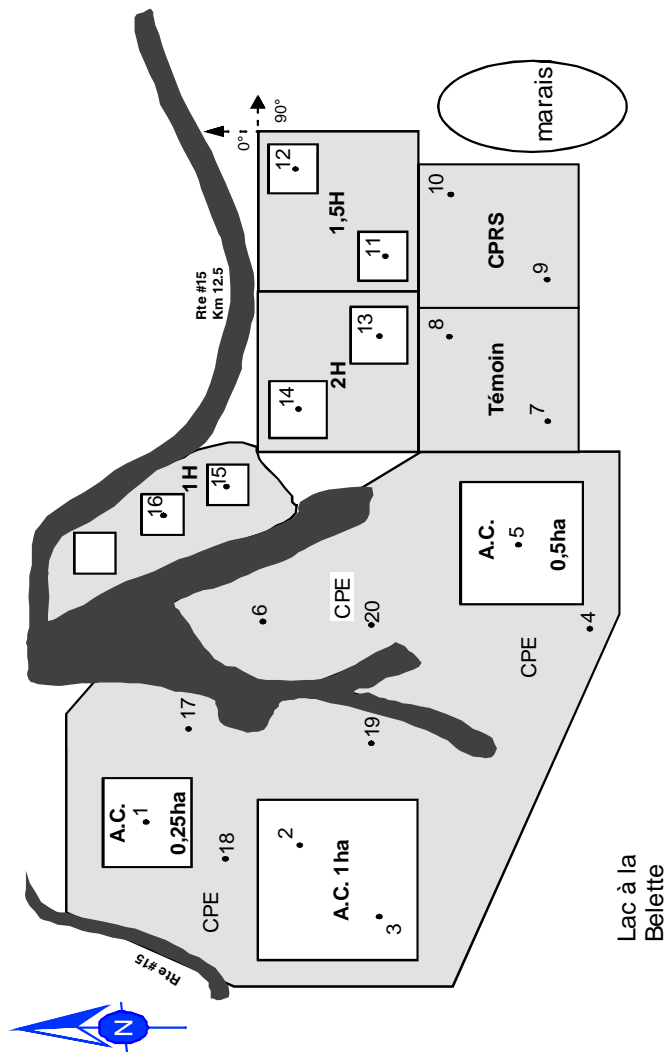 Rte #15
Km 12.5
0°
90°
marais
12
1,5H
11
10
CPRS
9
14
2H
13
8
Témoin
7
16
1H
15
6
CPE
20
A.C.
5
0,5ha
CPE
4
17
19
A.C.
1
0,25ha
18
CPE
2
A.C. 1ha
3
Rte #15
N
Lac à la
Belette